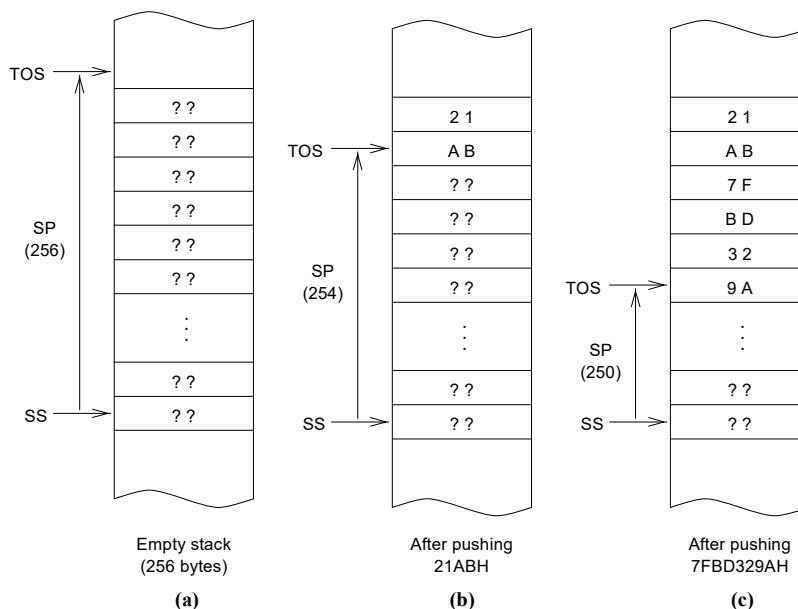 TOS
? ?
? ?
? ?
? ?
SP
(256)
? ?
? ?
.
.
.
? ?
SS
? ?
Empty stack
(256 bytes)
(a)
2 1
TOS
A B
? ?
? ?
SP
(254)
? ?
? ?
.
.
.
? ?
SS
? ?
After pushing
21ABH
(b)
2 1
A B
7 F
B D
3 2
TOS
9 A
SP
(250)
.
.
.
? ?
SS
? ?
After pushing
7FBD329AH
(c)